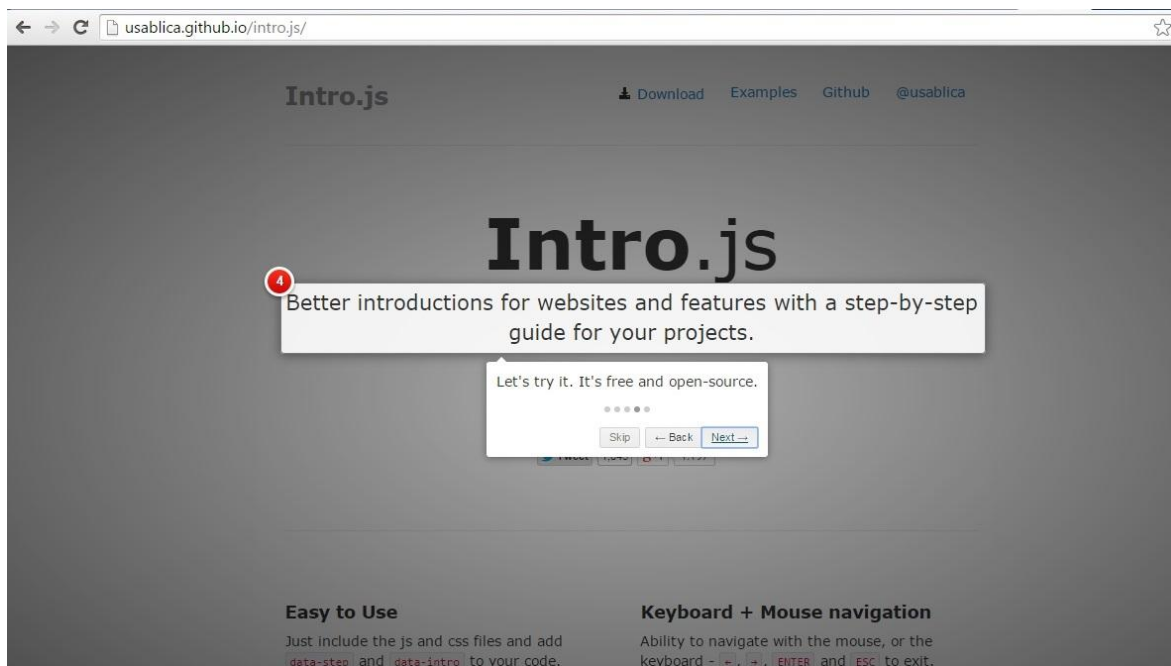 usablica.github.io/intro.js/
Intro.js
Download Examples Github @usablica
Intro.js
4
Better introductions for websites and features with a step-by-step
guide for your projects.
Let's try it. It's free and open-source.
Skip ← Back Next →
Easy to Use
Just include the js and css files and add
data-step and data-intro to your code.
Keyboard + Mouse navigation
Ability to navigate with the mouse, or the
keyboard - ←, →, ENTER and ESC to exit.